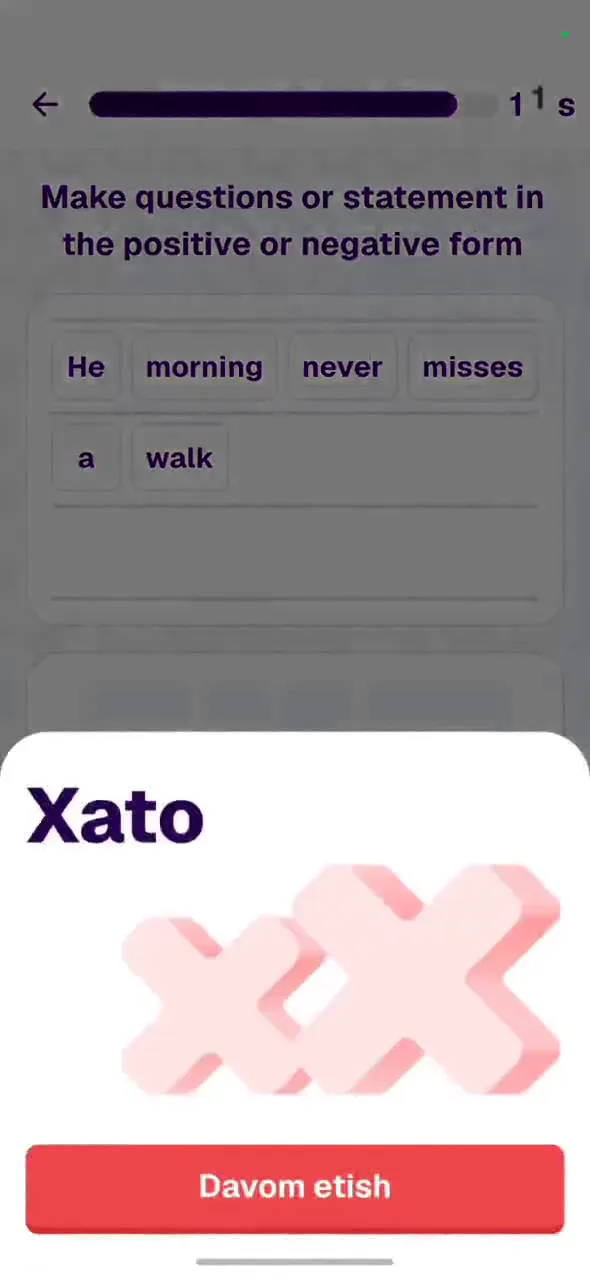 11 s
Make questions or statement in
the positive or negative form
He morning never misses
a walk
Xato
Davom etish